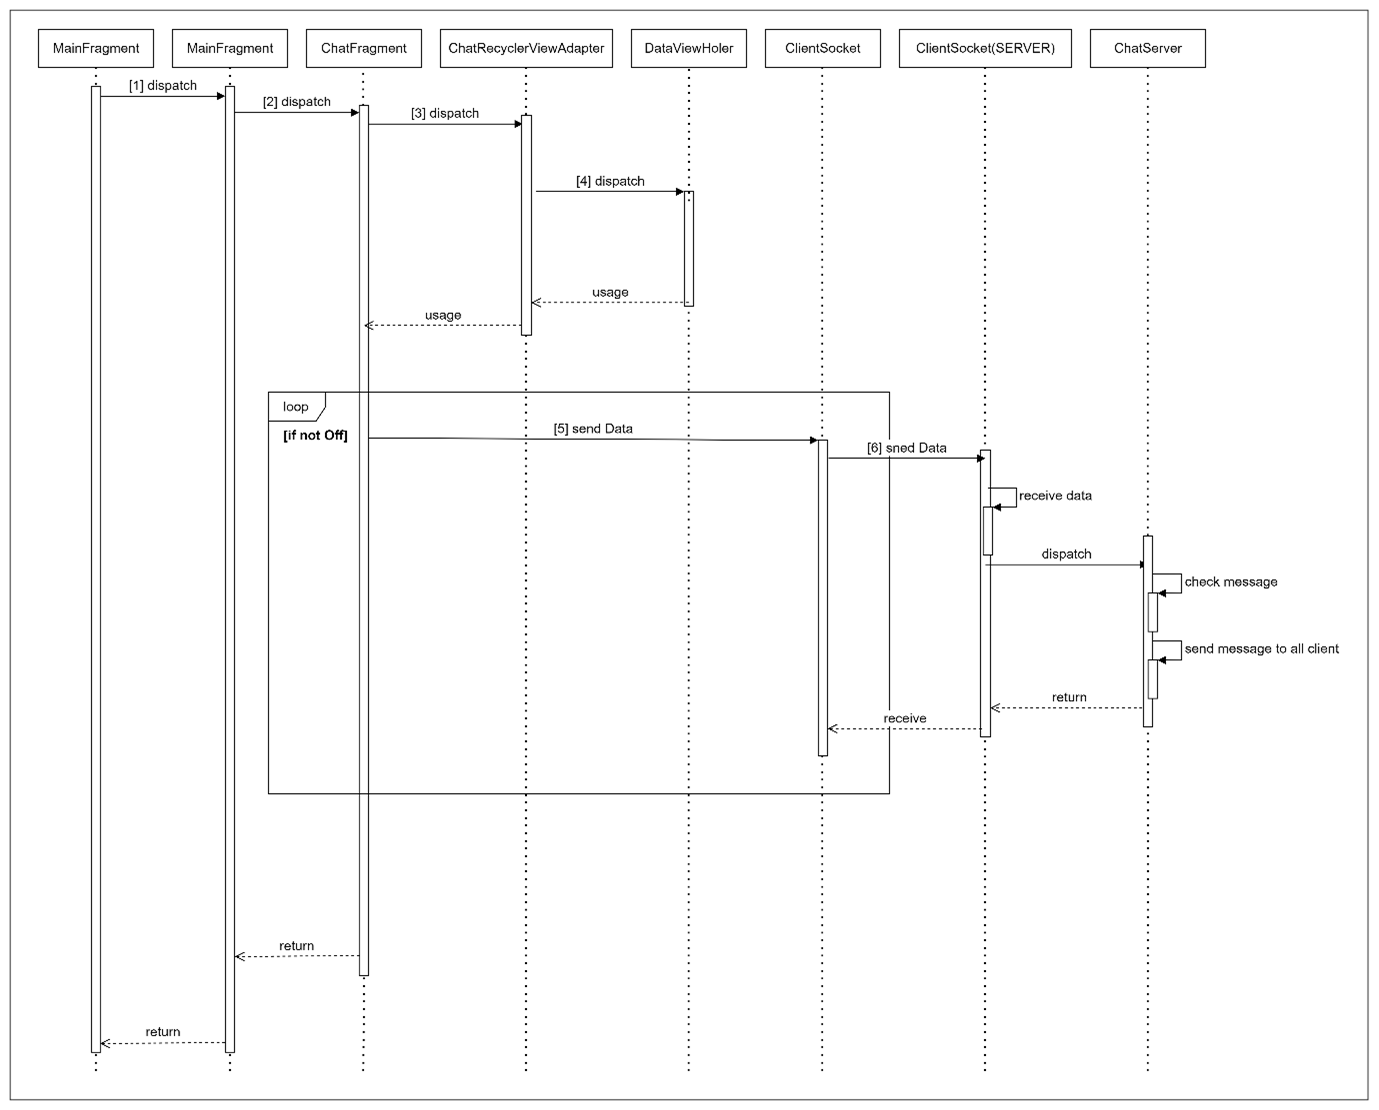 MainFragment
MainFragment
ChatFragment
ChatRecyclerViewAdapter
DataViewHoler
ClientSocket
ClientSocket(SERVER)
ChatServer
[1] dispatch
[2] dispatch
[3] dispatch
[4] dispatch
usage
usage
loop
[if not Off]
[5] send Data
[6] sned Data
receive data
dispatch
check message
send message to all client
return
receive
return
return